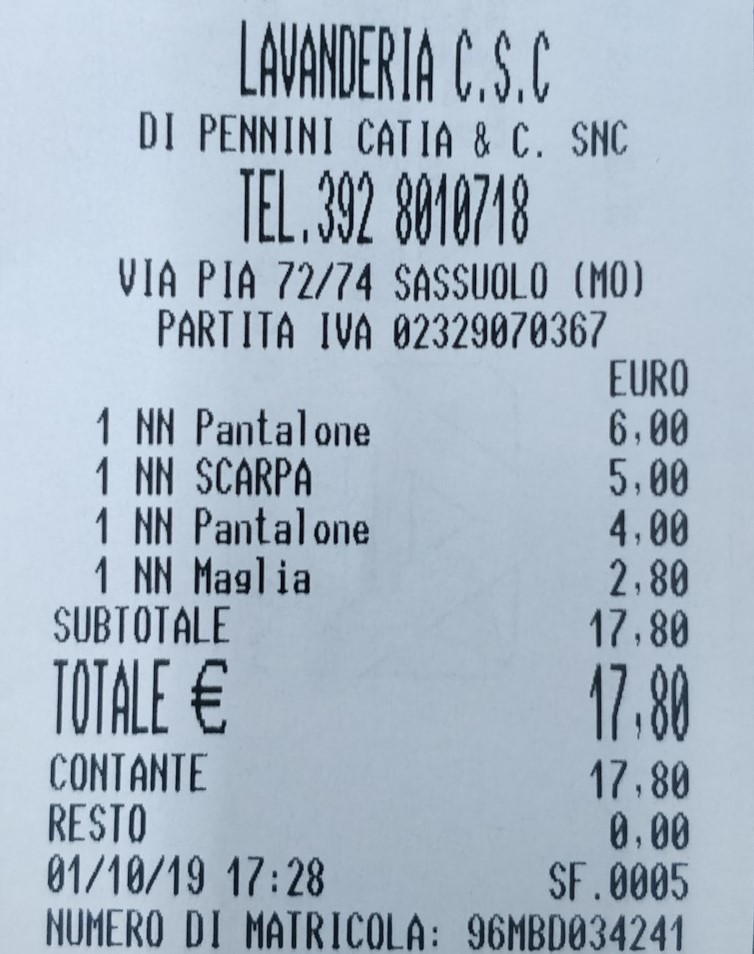 LAVANDERIA C.S.C
DI PENNINI CATIA & C. SNC
TEL.392 8010718
VIA PIA 72/74 SASSUOLO (MO)
PARTITA IVA 02329070367
EURO
1 NN Pantalone 6,00
1 NN SCARPA 5,00
1 NN Pantalone 4,00
1 NN Maglia 2,80
SUBTOTALE 17,80
TOTALE € 17,80
CONTANTE 17,80
RESTO 0,00
01/10/19 17:28 SF.0005
NUMERO DI MATRICOLA: 96MBD034241